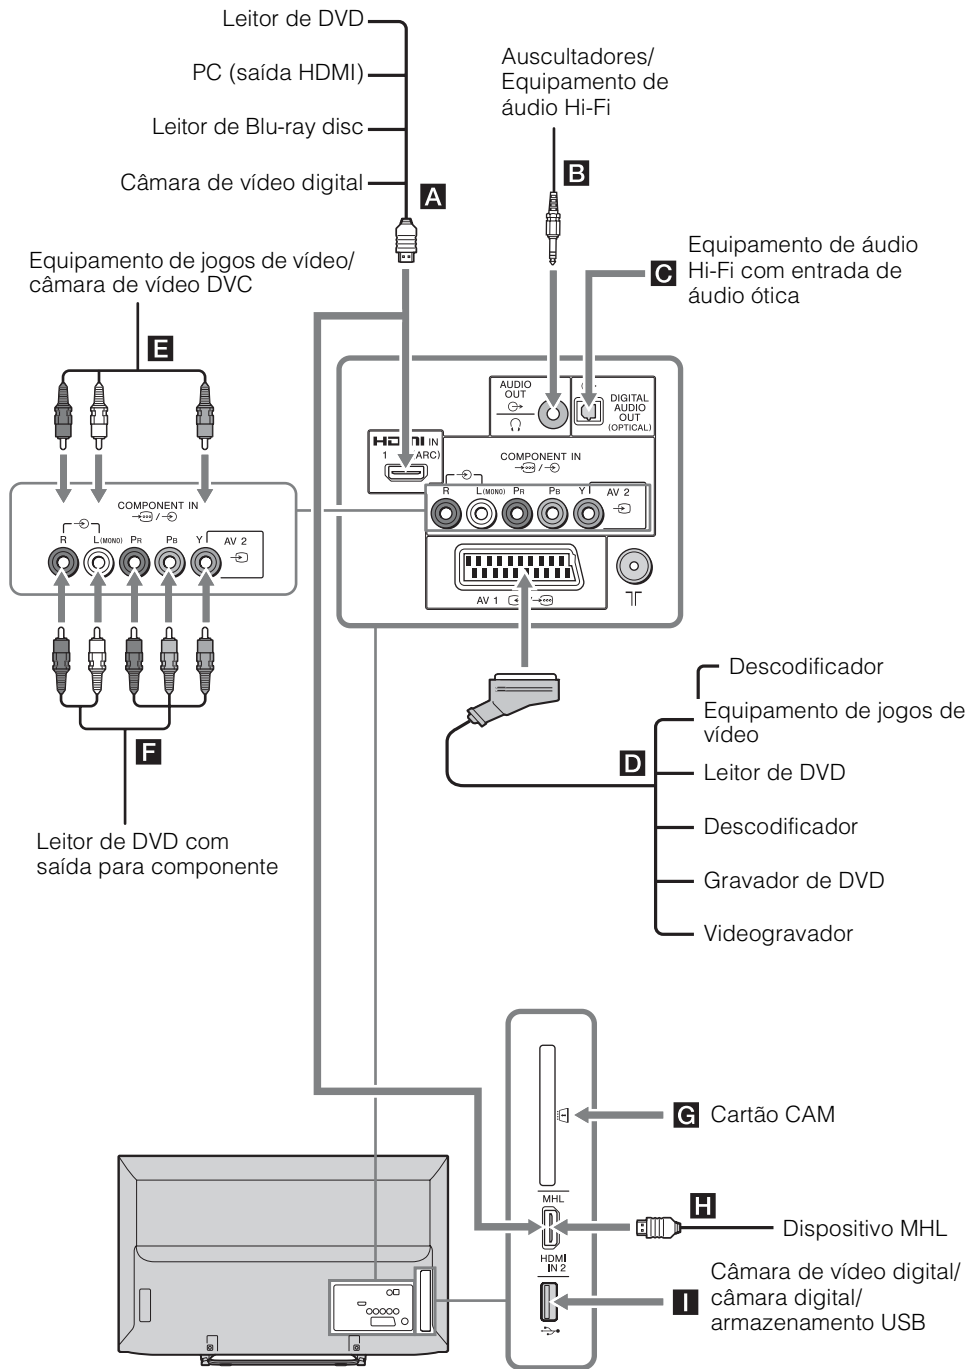 Leitor de DVD
PC (saída HDMI)
Leitor de Blu-ray disc
Câmara de vídeo digital
A
Auscultadores/
Equipamento de
áudio Hi-Fi
B
Equipamento de áudio
Hi-Fi com entrada de
áudio ótica
C
Equipamento de jogos de vídeo/
câmara de vídeo DVC
E
AUDIO
OUT
DIGITAL
AUDIO
OUT
(OPTICAL)
HDMI IN
1 (ARC)
COMPONENT IN
R L (MONO) PR PB Y AV 2
AV 1
COMPONENT IN
R L (MONO) PR PB Y AV 2
F
Leitor de DVD com
saída para componente
D
Descodificador
Equipamento de jogos de
vídeo
Leitor de DVD
Descodificador
Gravador de DVD
Videogravador
G Cartão CAM
MHL
HDMI
IN 2
H
Dispositivo MHL
I
Câmara de vídeo digital/
câmara digital/
armazenamento USB